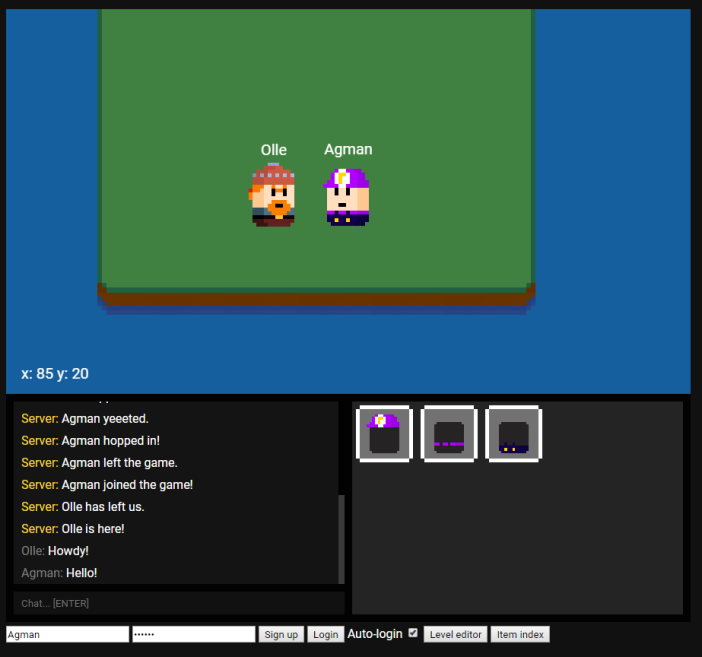 Olle
Agman
x: 85 y: 20
Server: Agman yeeeted.
Server: Agman hopped in!
Server: Agman left the game.
Server: Agman joined the game!
Server: Olle has left us.
Server: Olle is here!
Olle: Howdy!
Agman: Hello!
Chat... [ENTER]
Agman •••••• Sign up Login Auto-login Level editor Item index